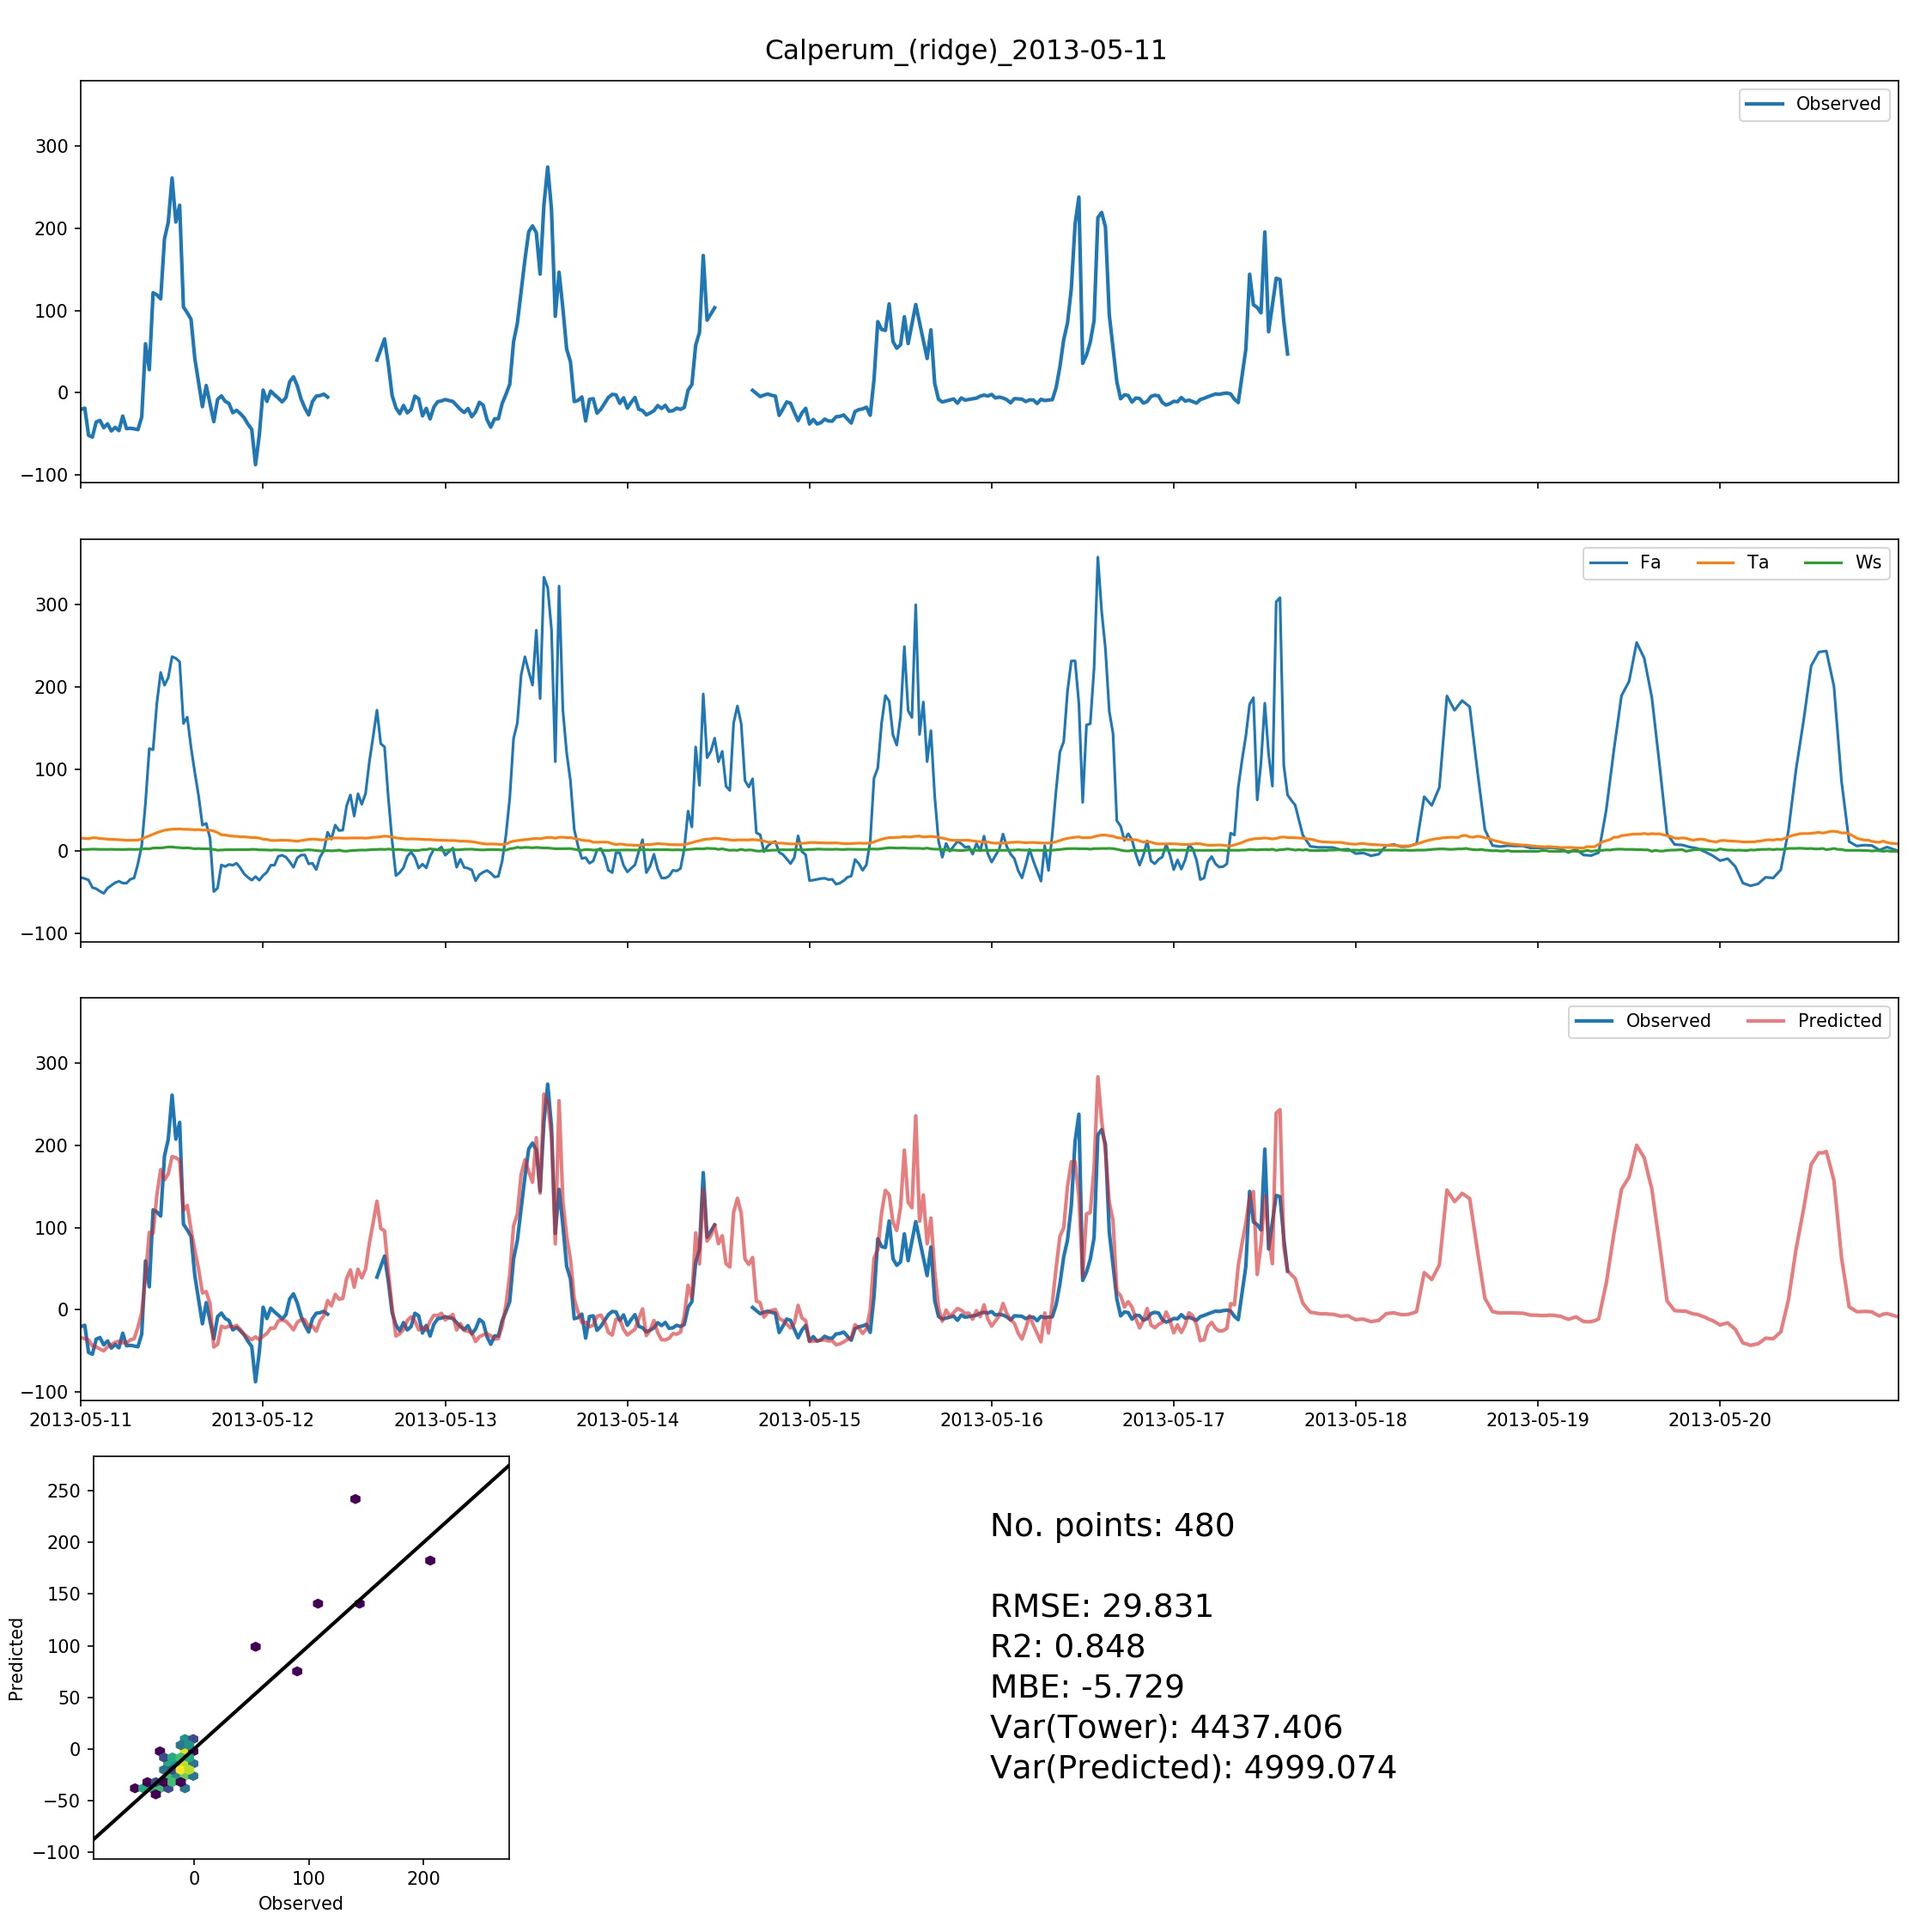 Calperum_(ridge)_2013-05-11
Observed
300
200
100
0
−100
Fa Ta Ws
300
200
100
0
−100
Observed Predicted
300
200
100
0
−100
2013-05-11 2013-05-12 2013-05-13 2013-05-14 2013-05-15 2013-05-16 2013-05-17 2013-05-18 2013-05-19 2013-05-20
Predicted
250
200
150
100
50
0
−50
−100
0 100 200
Observed
No. points: 480
RMSE: 29.831
R2: 0.848
MBE: -5.729
Var(Tower): 4437.406
Var(Predicted): 4999.074